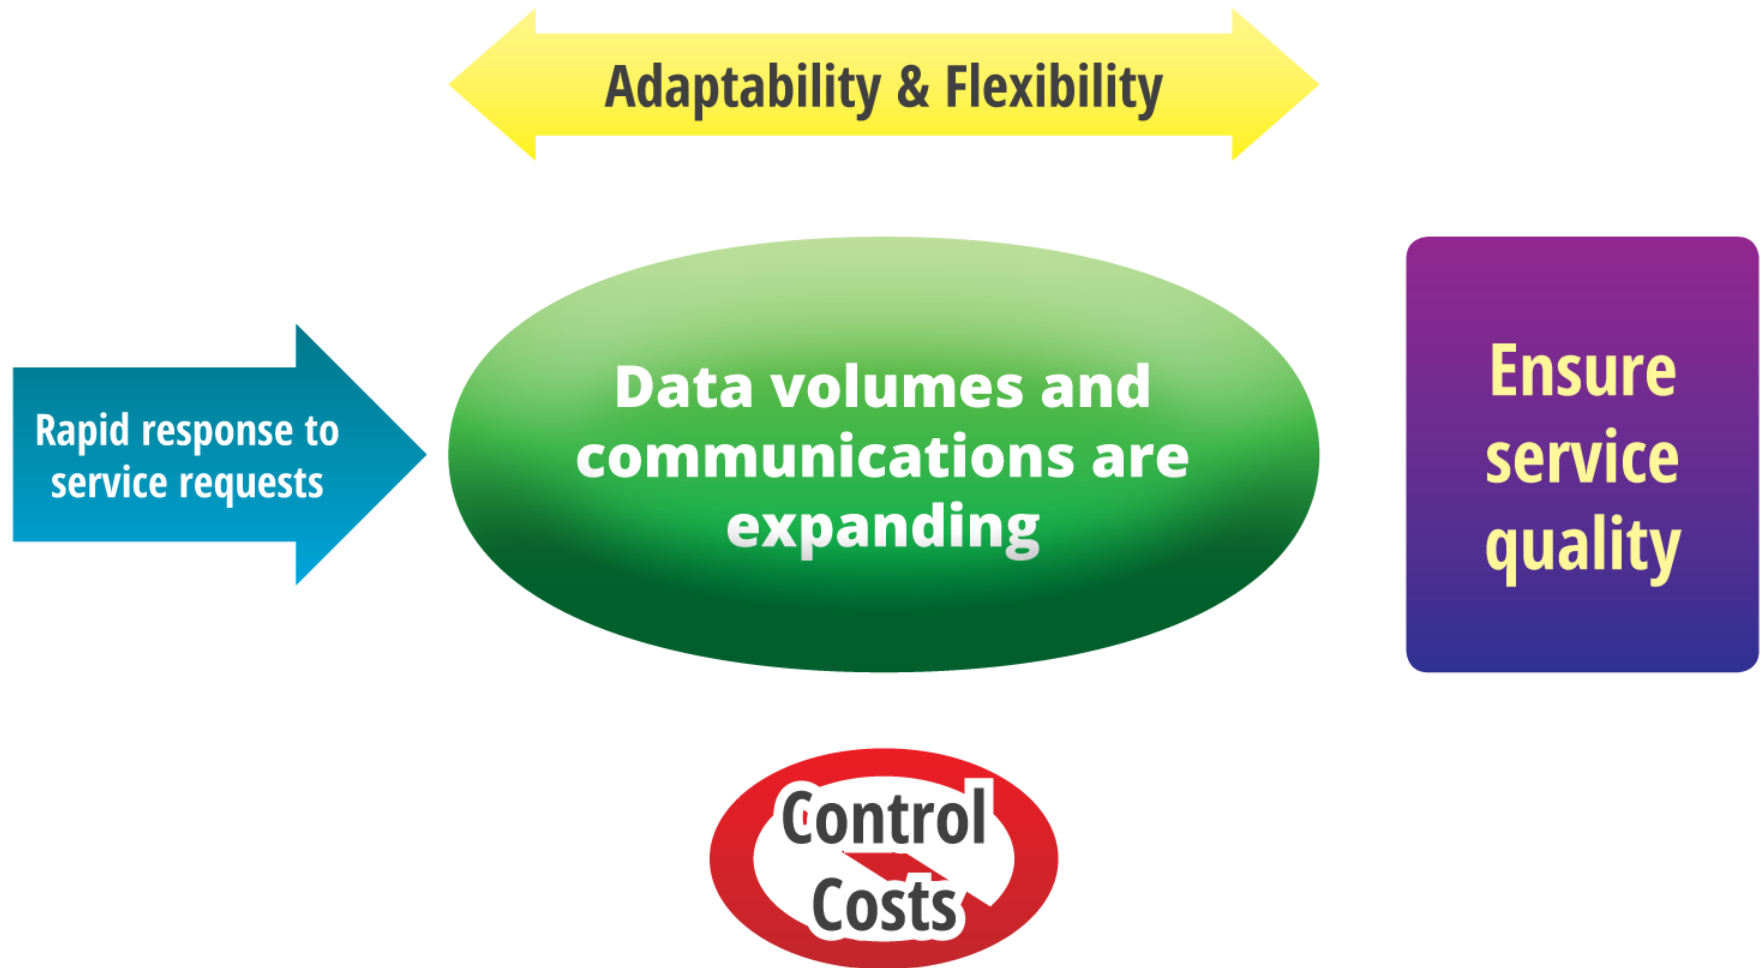 Adaptability & Flexibility
Rapid response to
service requests
Data volumes and
communications are
expanding
Ensure
service
quality
Control
Costs